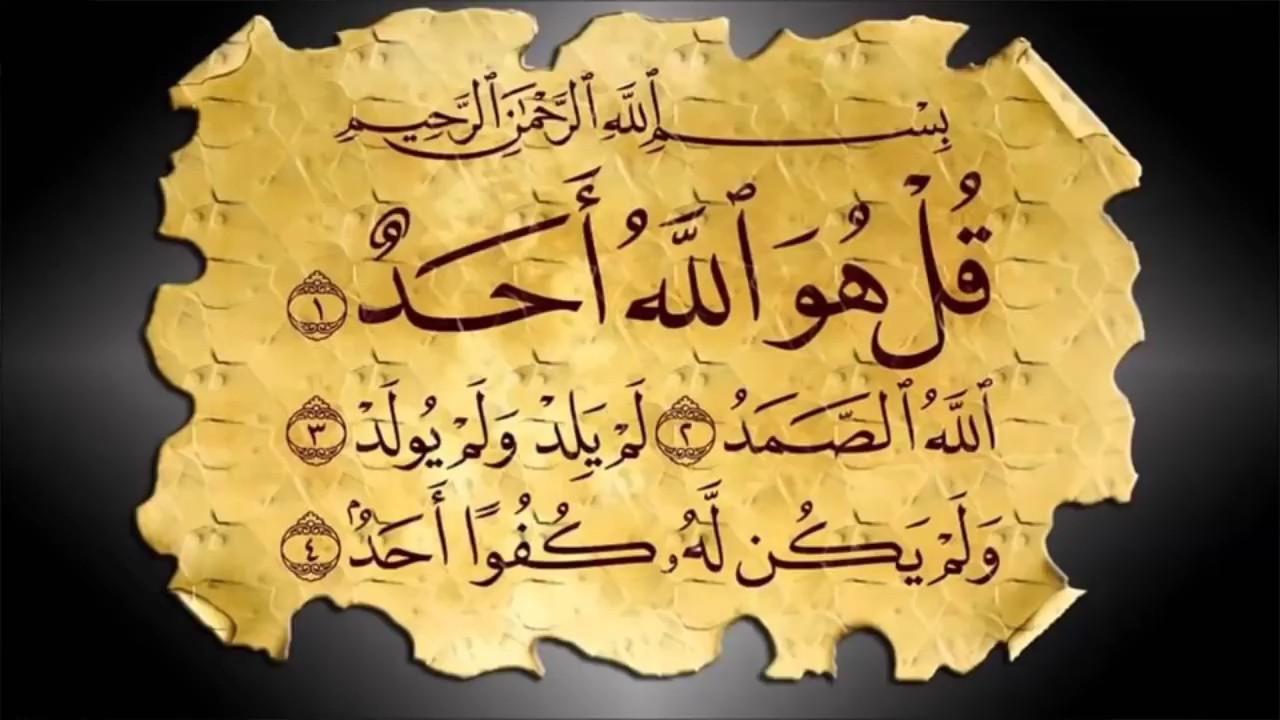 بِسْمِ ٱللَّهِ ٱلرَّحْمَٰنِ ٱلرَّحِيمِ
قُلْ هُوَ ٱللَّهُ أَحَدٌ ١
ٱللَّهُ ٱلصَّمَدُ ٢ لَمْ يَلِدْ وَلَمْ يُولَدْ ٣
وَلَمْ يَكُن لَّهُۥ كُفُوًا أَحَدُۢ ٤